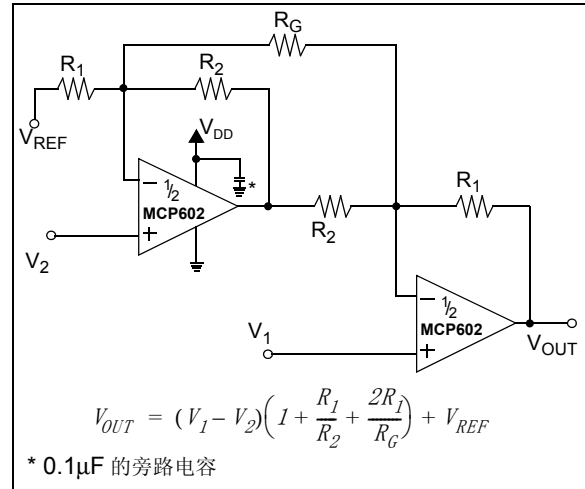 R_G
R_1 R_2
V_REF V_DD
*
− 1/2
MCP602
+
V_2
R_2 R_1
− 1/2
MCP602
+
V_1 V_OUT
V_OUT = (V_1 − V_2)(1 + R_1/R_2 + 2R_1/R_G) + V_REF
* 0.1μF 的旁路电容